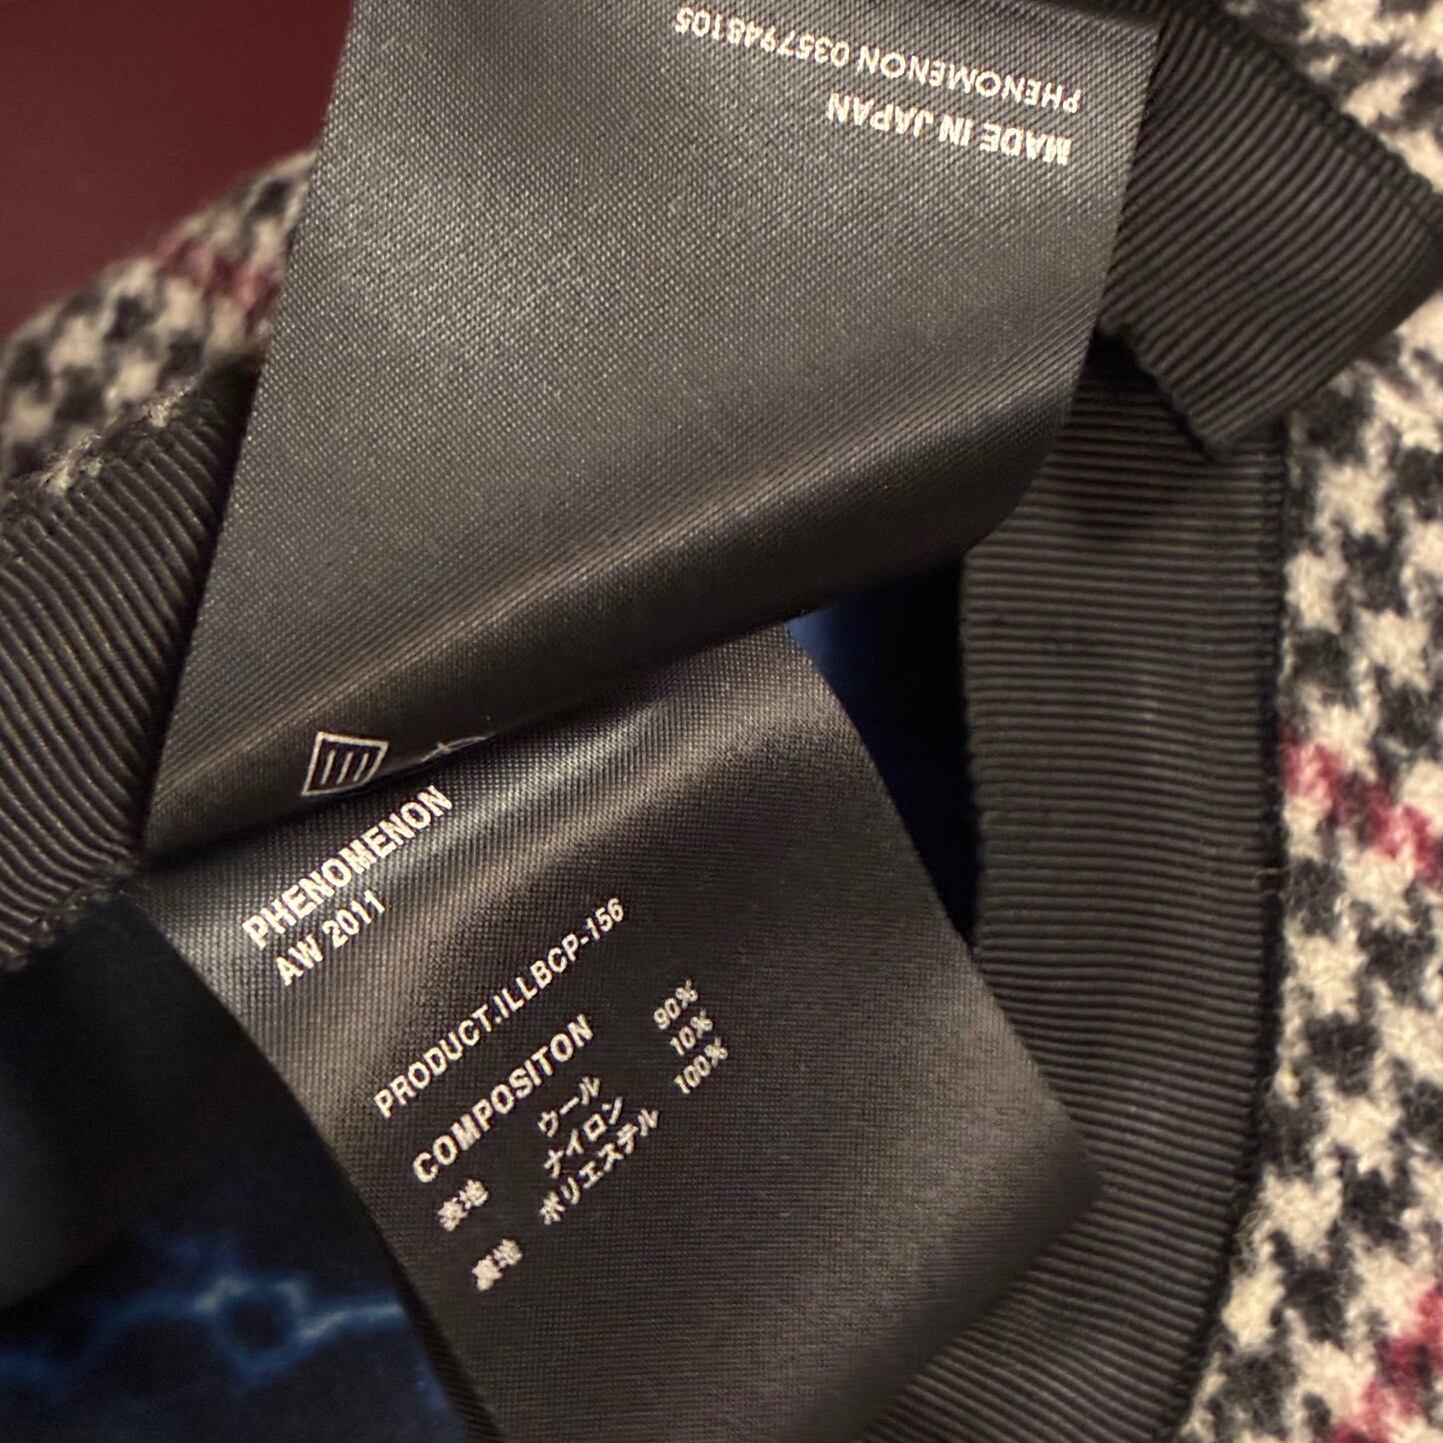 MADE IN JAPAN
PHENOMENON 0357948105
PHENOMENON
AW 2011
PRODUCT.ILLBCP-156
COMPOSITON
表地 ウール 90%
ナイロン 10%
裏地 ポリエステル 100%